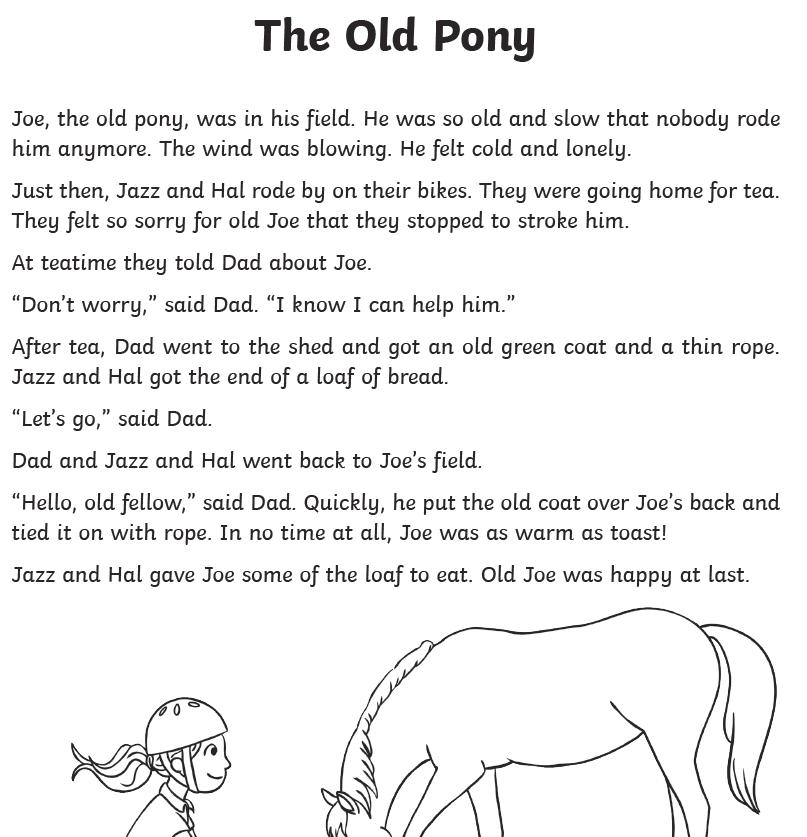 The Old Pony
Joe, the old pony, was in his field. He was so old and slow that nobody rode
him anymore. The wind was blowing. He felt cold and lonely.
Just then, Jazz and Hal rode by on their bikes. They were going home for tea.
They felt so sorry for old Joe that they stopped to stroke him.
At teatime they told Dad about Joe.
“Don’t worry,” said Dad. “I know I can help him.”
After tea, Dad went to the shed and got an old green coat and a thin rope.
Jazz and Hal got the end of a loaf of bread.
“Let’s go,” said Dad.
Dad and Jazz and Hal went back to Joe’s field.
“Hello, old fellow,” said Dad. Quickly, he put the old coat over Joe’s back and
tied it on with rope. In no time at all, Joe was as warm as toast!
Jazz and Hal gave Joe some of the loaf to eat. Old Joe was happy at last.